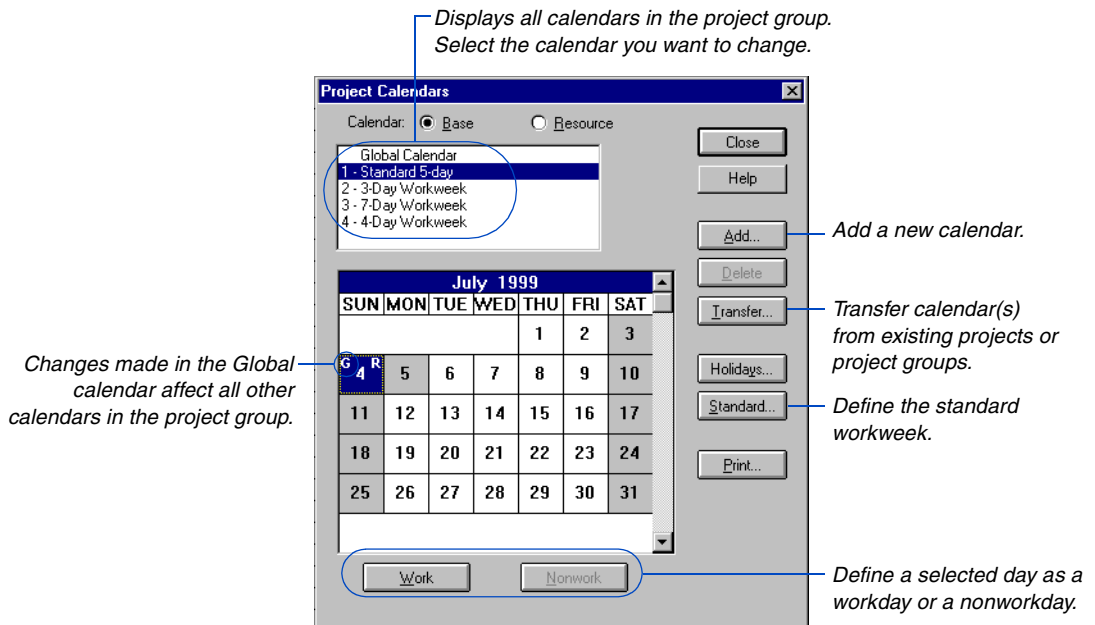 Displays all calendars in the project group.
Select the calendar you want to change.
Project Calendars
Calendar: Base Resource
Global Calendar
1 - Standard 5-day
2 - 3-Day Workweek
3 - 7-Day Workweek
4 - 4-Day Workweek
Close
Help
Add...
Delete
Transfer...
Holidays...
Standard...
Print...
Add a new calendar.
Transfer calendar(s)
from existing projects or
project groups.
Define the standard
workweek.
July 1999
SUN MON TUE WED THU FRI SAT
1 2 3
G 4 R 5 6 7 8 9 10
11 12 13 14 15 16 17
18 19 20 21 22 23 24
25 26 27 28 29 30 31
Changes made in the Global
calendar affect all other
calendars in the project group.
Work Nonwork
Define a selected day as a
workday or a nonworkday.